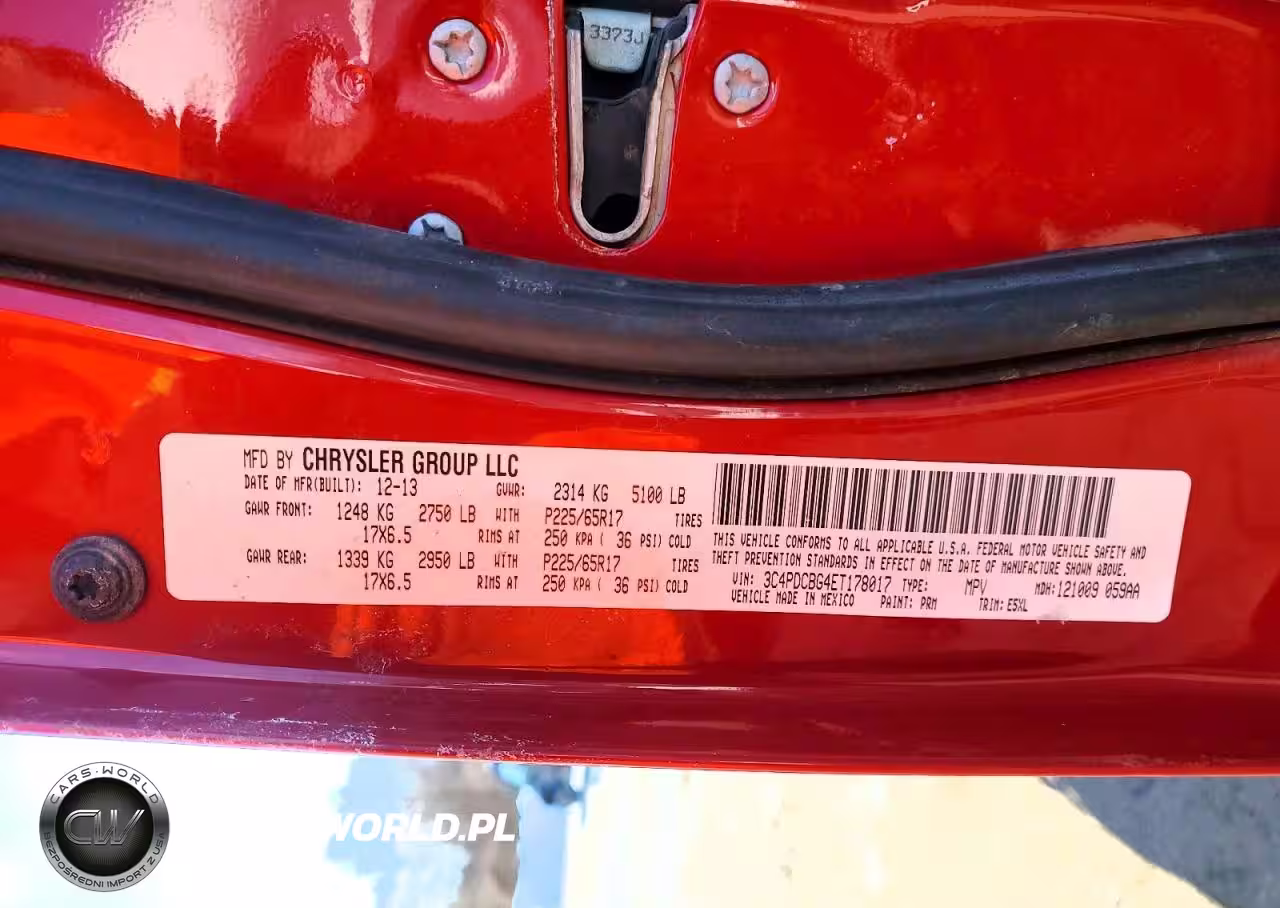 3373J
MFD BY CHRYSLER GROUP LLC
DATE OF MFR(BUILT): 12-13 GVWR: 2314 KG 5100 LB
GAWR FRONT: 1248 KG 2750 LB WITH P225/65R17 TIRES
17X6.5 RIMS AT 250 KPA ( 36 PSI) COLD
GAWR REAR: 1339 KG 2950 LB WITH P225/65R17 TIRES
17X6.5 RIMS AT 250 KPA ( 36 PSI) COLD
THIS VEHICLE CONFORMS TO ALL APPLICABLE U.S.A. FEDERAL MOTOR VEHICLE SAFETY AND
THEFT PREVENTION STANDARDS IN EFFECT ON THE DATE OF MANUFACTURE SHOWN ABOVE.
VIN: 3C4PDCBG4ET178017 TYPE: MPV MDH:121009 059AA
VEHICLE MADE IN MEXICO PAINT: PRM TRIM: E5XL
CARS-WORLD
CW
BEZPOŚREDNI IMPORT Z USA
WORLD.PL